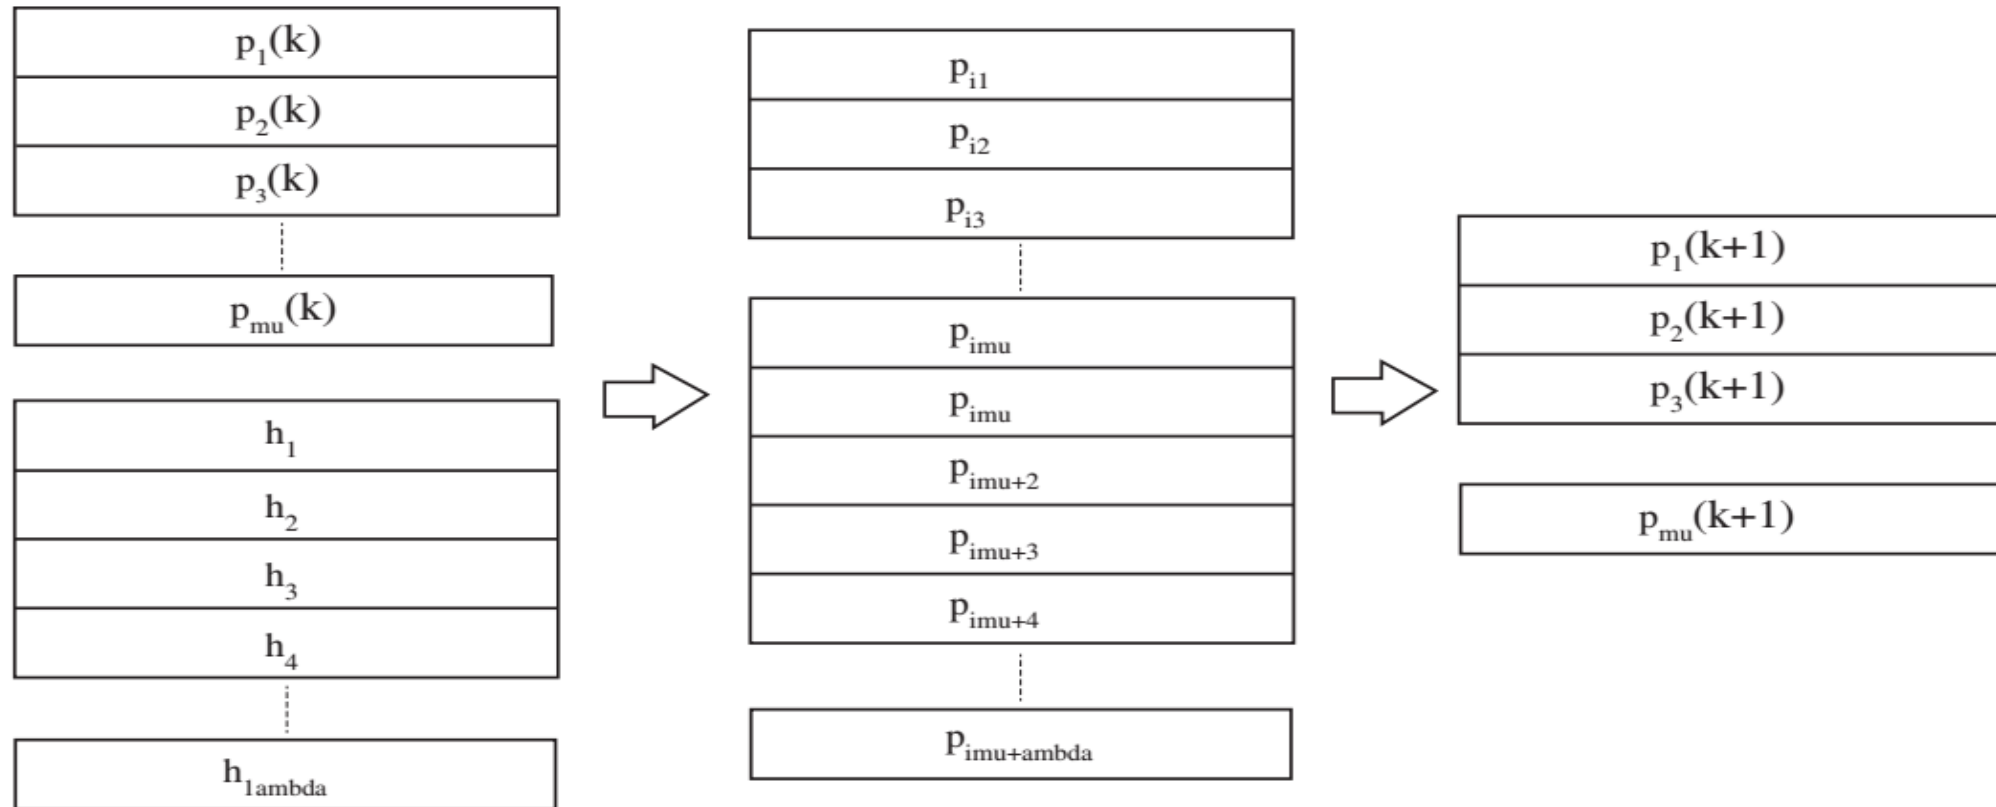 p₁(k)
p₂(k)
p₃(k)
pₘᵤ(k)
h₁
h₂
h₃
h₄
h₁ambda
pᵢ₁
pᵢ₂
pᵢ₃
pᵢₘᵤ
pᵢₘᵤ
pᵢₘᵤ₊₂
pᵢₘᵤ₊₃
pᵢₘᵤ₊₄
pᵢₘᵤ₊ambda
p₁(k+1)
p₂(k+1)
p₃(k+1)
pₘᵤ(k+1)